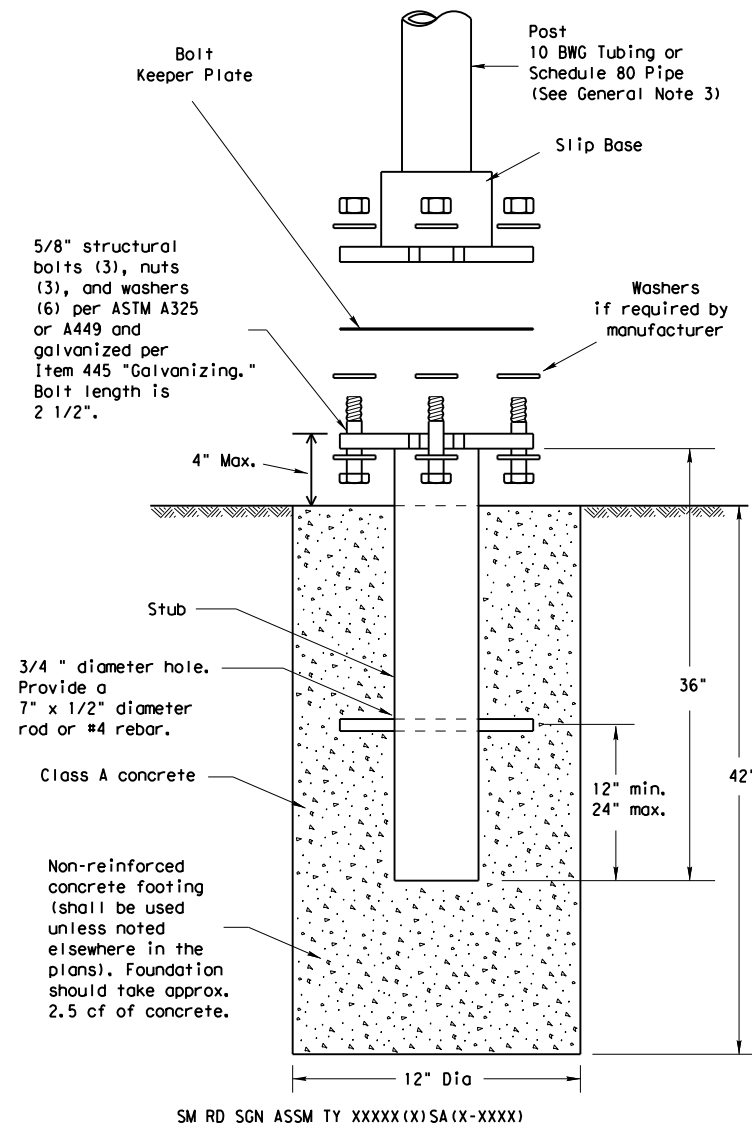 Bolt
Keeper Plate
Post
10 BWG Tubing or
Schedule 80 Pipe
(See General Note 3)
Slip Base
5/8" structural
bolts (3), nuts
(3), and washers
(6) per ASTM A325
or A449 and
galvanized per
Item 445 "Galvanizing."
Bolt length is
2 1/2".
Washers
if required by
manufacturer
4" Max.
Stub
3/4 " diameter hole.
Provide a
7" x 1/2" diameter
rod or #4 rebar.
36"
Class A concrete
12" min.
24" max.
42"
Non-reinforced
concrete footing
(shall be used
unless noted
elsewhere in the
plans). Foundation
should take approx.
2.5 cf of concrete.
12" Dia
SM RD SGN ASSM TY XXXXX(X)SA(X-XXXX)